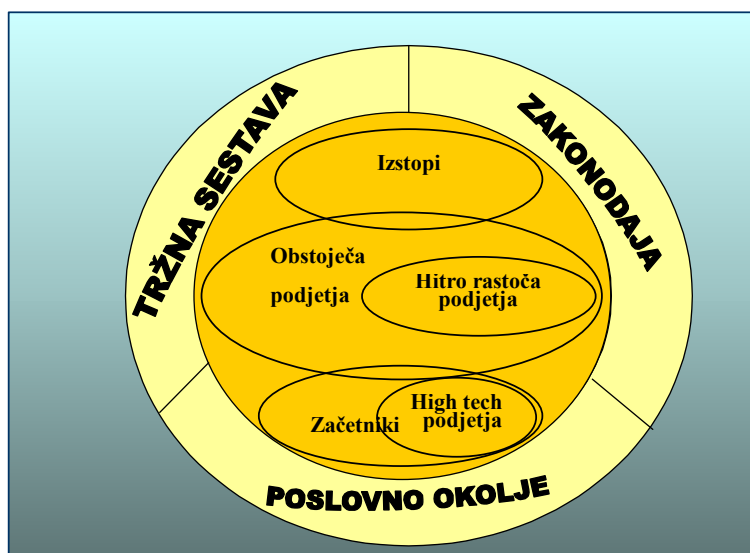 TRŽNA SESTAVA
ZAKONODAJA
Izstopi
Obstoječa
podjetja
Hitro rastoča
podjetja
High tech
podjetja
Začetniki
POSLOVNO OKOLJE